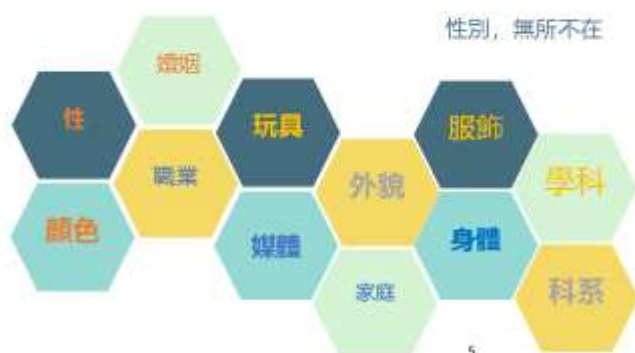 性別，無所不在
婚姻
性
玩具
服飾
職業
外貌
學科
顏色
媒體
身體
家庭
科系
5